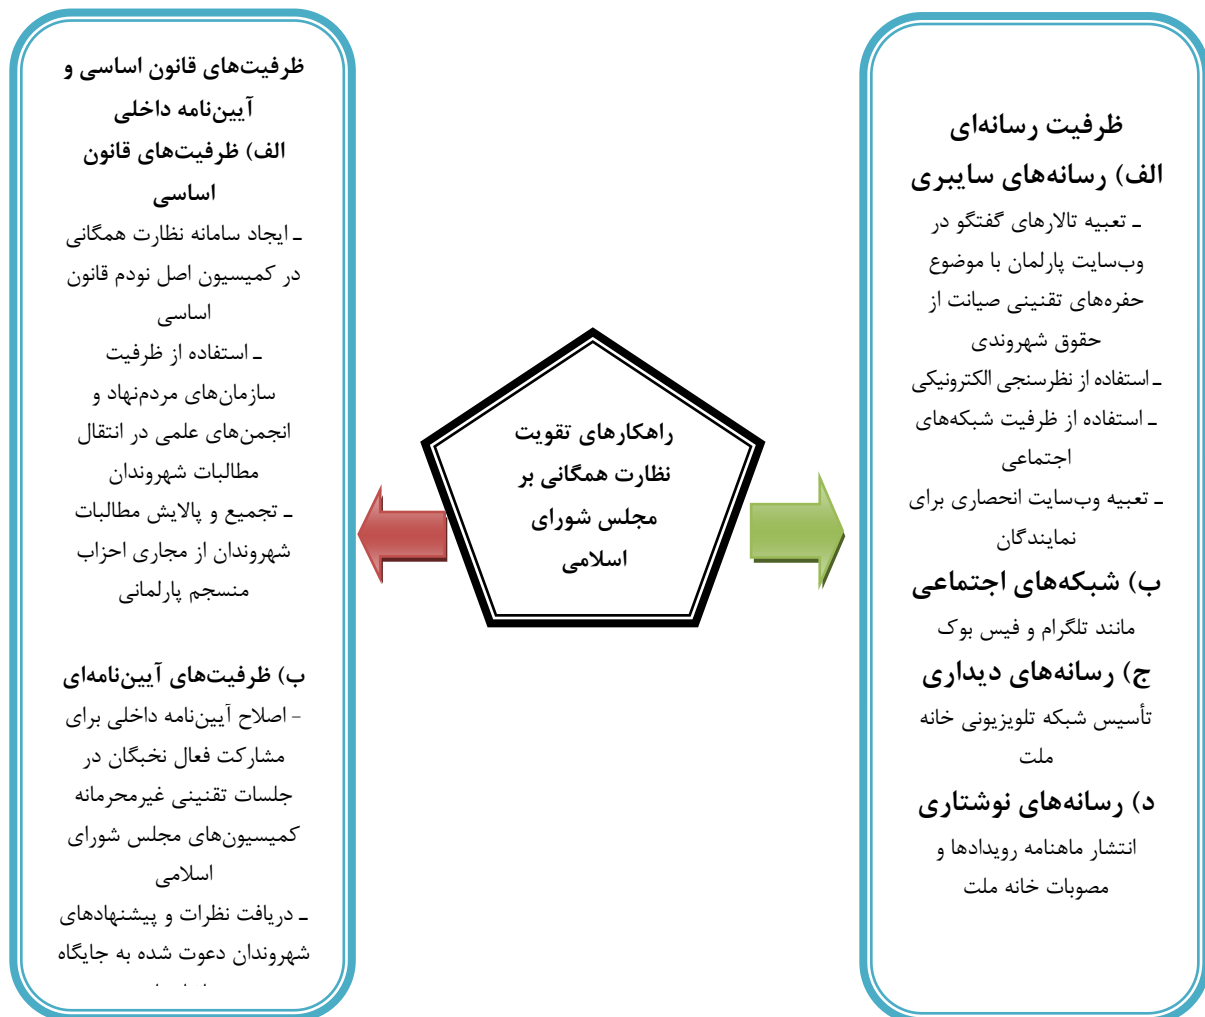 ظرفیت رسانه‌ای
الف) رسانه‌های سایبری
ـ تعبیه تالارهای گفتگو در
وب‌سایت پارلمان با موضوع
حفره‌های تقنینی صیانت از
حقوق شهروندی
ـ استفاده از نظرسنجی الکترونیکی
ـ استفاده از ظرفیت شبکه‌های
اجتماعی
ـ تعبیه وب‌سایت انحصاری برای
نمایندگان
ب) شبکه‌های اجتماعی
مانند تلگرام و فیس بوک
ج) رسانه‌های دیداری
تأسیس شبکه تلویزیونی خانه
ملت
د) رسانه‌های نوشتاری
انتشار ماهنامه رویدادها و
مصوبات خانه ملت
راهکارهای تقویت
نظارت همگانی بر
مجلس شورای
اسلامی
ظرفیت‌های قانون اساسی و
آیین‌نامه داخلی
الف) ظرفیت‌های قانون
اساسی
ـ ایجاد سامانه نظارت همگانی
در کمیسیون اصل نودم قانون
اساسی
ـ استفاده از ظرفیت
سازمان‌های مردم‌نهاد و
انجمن‌های علمی در انتقال
مطالبات شهروندان
ـ تجمیع و پالایش مطالبات
شهروندان از مجاری احزاب
منسجم پارلمانی
ب) ظرفیت‌های آیین‌نامه‌ای
- اصلاح آیین‌نامه داخلی برای
مشارکت فعال نخبگان در
جلسات تقنینی غیرمحرمانه
کمیسیون‌های مجلس شورای
اسلامی
ـ دریافت نظرات و پیشنهادهای
شهروندان دعوت شده به جایگاه